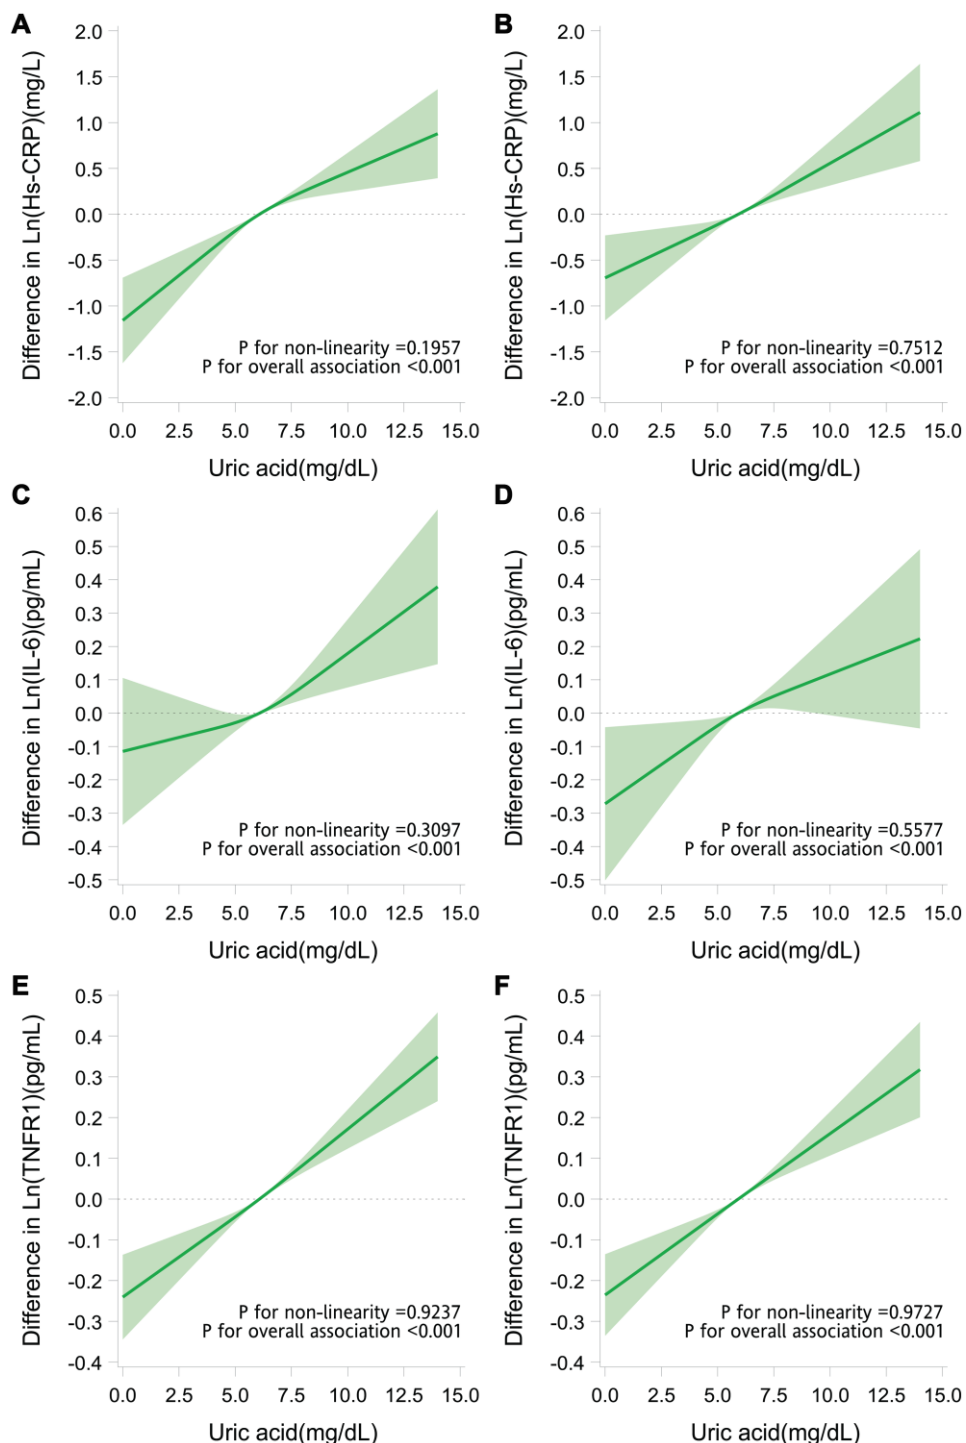 A
Difference in Ln(Hs-CRP)(mg/L)
2.0
1.5
1.0
0.5
0.0
-0.5
-1.0
-1.5
-2.0
P for non-linearity =0.1957
P for overall association <0.001
0.0 2.5 5.0 7.5 10.0 12.5 15.0
Uric acid(mg/dL)
B
Difference in Ln(Hs-CRP)(mg/L)
2.0
1.5
1.0
0.5
0.0
-0.5
-1.0
-1.5
-2.0
P for non-linearity =0.7512
P for overall association <0.001
0.0 2.5 5.0 7.5 10.0 12.5 15.0
Uric acid(mg/dL)
C
Difference in Ln(IL-6)(pg/mL)
0.6
0.5
0.4
0.3
0.2
0.1
0.0
-0.1
-0.2
-0.3
-0.4
-0.5
P for non-linearity =0.3097
P for overall association <0.001
0.0 2.5 5.0 7.5 10.0 12.5 15.0
Uric acid(mg/dL)
D
Difference in Ln(IL-6)(pg/mL)
0.6
0.5
0.4
0.3
0.2
0.1
0.0
-0.1
-0.2
-0.3
-0.4
-0.5
P for non-linearity =0.5577
P for overall association <0.001
0.0 2.5 5.0 7.5 10.0 12.5 15.0
Uric acid(mg/dL)
E
Difference in Ln(TNFR1)(pg/mL)
0.5
0.4
0.3
0.2
0.1
0.0
-0.1
-0.2
-0.3
-0.4
P for non-linearity =0.9237
P for overall association <0.001
0.0 2.5 5.0 7.5 10.0 12.5 15.0
Uric acid(mg/dL)
F
Difference in Ln(TNFR1)(pg/mL)
0.5
0.4
0.3
0.2
0.1
0.0
-0.1
-0.2
-0.3
-0.4
P for non-linearity =0.9727
P for overall association <0.001
0.0 2.5 5.0 7.5 10.0 12.5 15.0
Uric acid(mg/dL)